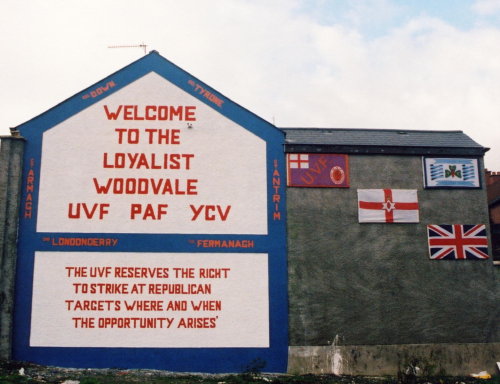 CO DOWN
CO TYRONE
WELCOME
TO THE
LOYALIST
WOODVALE
UVF PAF YCV
CO ARMAGH
CO ANTRIM
CO LONDONDERRY
CO FERMANAGH
THE UVF RESERVES THE RIGHT
TO STRIKE AT REPUBLICAN
TARGETS WHERE AND WHEN
THE OPPORTUNITY ARISES'
UVF